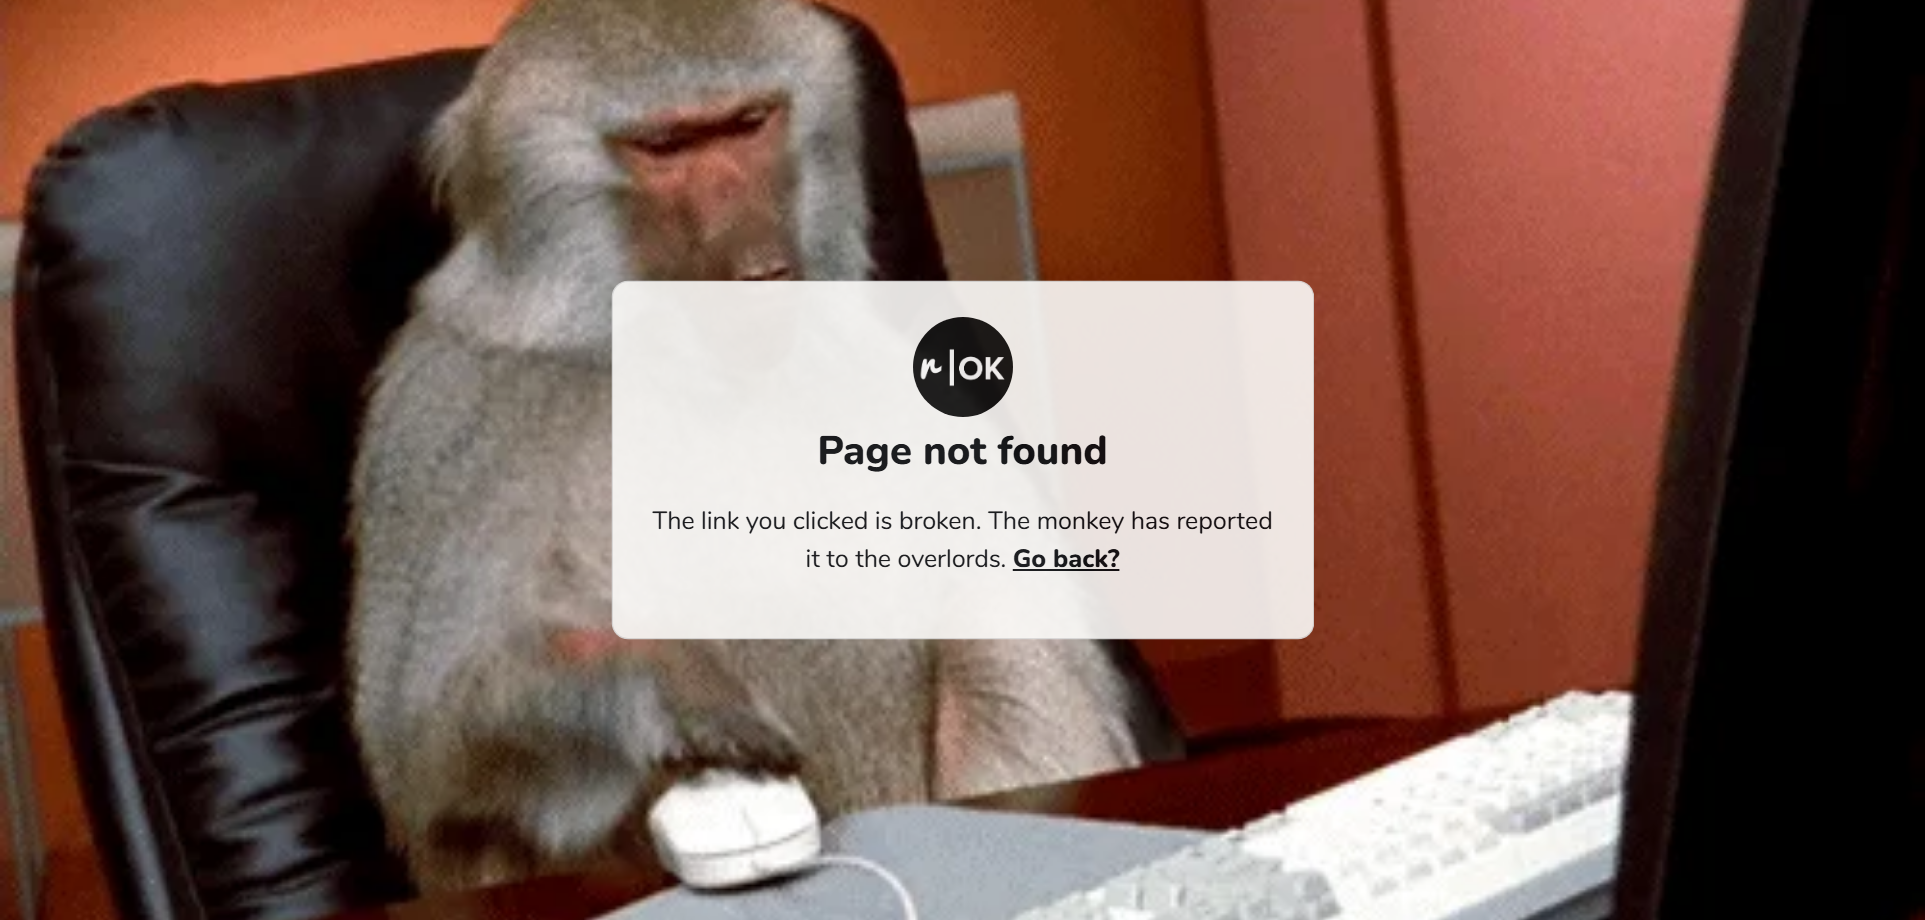 r|OK
Page not found
The link you clicked is broken. The monkey has reported
it to the overlords. Go back?